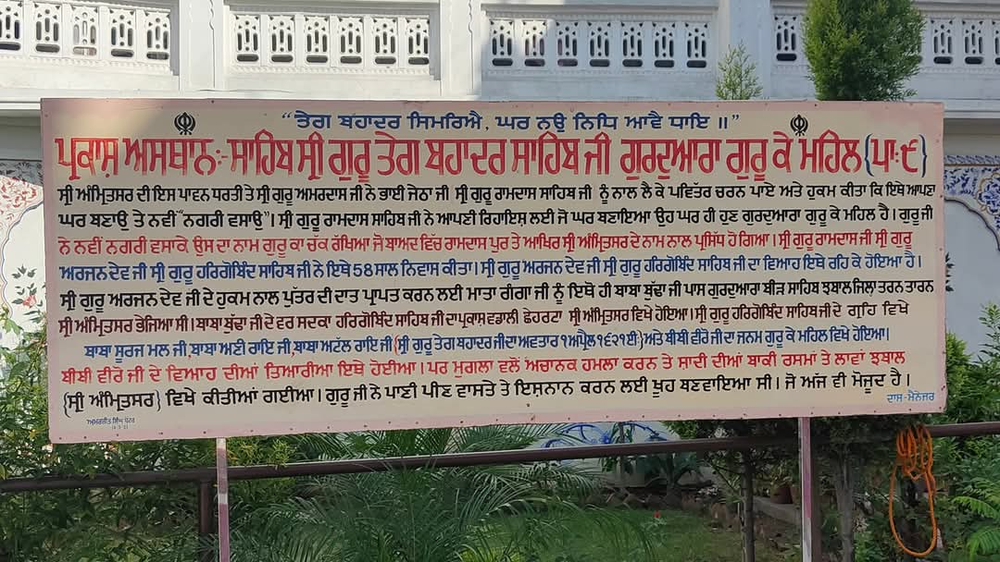 “ਤੇਗ ਬਹਾਦਰ ਸਿਮਰਿਐ, ਘਰ ਨਉ ਨਿਧਿ ਆਵੈ ਧਾਇ ॥”
ਪ੍ਰਕਾਸ਼ ਅਸਥਾਨ:- ਸਾਹਿਬ ਸ੍ਰੀ ਗੁਰੂ ਤੇਗ ਬਹਾਦਰ ਸਾਹਿਬ ਜੀ ਗੁਰਦੁਆਰਾ ਗੁਰੂ ਕੇ ਮਹਿਲ {ਪਾ:੯}
ਸ੍ਰੀ ਅੰਮ੍ਰਿਤਸਰ ਦੀ ਇਸ ਪਾਵਨ ਧਰਤੀ ਤੇ ਸ੍ਰੀ ਗੁਰੂ ਅਮਰਦਾਸ ਜੀ ਨੇ ਭਾਈ ਜੇਠਾ ਜੀ ਸ੍ਰੀ ਗੁਰੂ ਰਾਮਦਾਸ ਸਾਹਿਬ ਜੀ ਨੂੰ ਨਾਲ ਲੈ ਕੇ ਪਵਿੱਤਰ ਚਰਨ ਪਾਏ ਅਤੇ ਹੁਕਮ ਕੀਤਾ ਕਿ ਇਥੇ ਆਪਣਾ
ਘਰ ਬਣਾਉ ਤੇ ਨਵੀਂ “ਨਗਰੀ ਵਸਾਉ”। ਸ੍ਰੀ ਗੁਰੂ ਰਾਮਦਾਸ ਸਾਹਿਬ ਜੀ ਨੇ ਆਪਣੀ ਰਿਹਾਇਸ਼ ਲਈ ਜੋ ਘਰ ਬਣਾਇਆ ਉਹ ਘਰ ਹੀ ਹੁਣ ਗੁਰਦੁਆਰਾ ਗੁਰੂ ਕੇ ਮਹਿਲ ਹੈ। ਗੁਰੂ ਜੀ
ਨੇ ਨਵੀਂ ਨਗਰੀ ਵਸਾਕੇ ਉਸ ਦਾ ਨਾਮ ਗੁਰੂ ਕਾ ਚੱਕ ਰੱਖਿਆ ਜੋ ਬਾਅਦ ਵਿੱਚ ਰਾਮਦਾਸ ਪੁਰ ਤੇ ਆਖਿਰ ਸ੍ਰੀ ਅੰਮ੍ਰਿਤਸਰ ਦੇ ਨਾਮ ਨਾਲ ਪ੍ਰਸਿੱਧ ਹੋ ਗਿਆ। ਸ੍ਰੀ ਗੁਰੂ ਰਾਮਦਾਸ ਜੀ ਸ੍ਰੀ ਗੁਰੂ
ਅਰਜਨ ਦੇਵ ਜੀ ਸ੍ਰੀ ਗੁਰੂ ਹਰਿਗੋਬਿੰਦ ਸਾਹਿਬ ਜੀ ਨੇ ਇਥੇ 58 ਸਾਲ ਨਿਵਾਸ ਕੀਤਾ। ਸ੍ਰੀ ਗੁਰੂ ਅਰਜਨ ਦੇਵ ਜੀ ਸ੍ਰੀ ਗੁਰੂ ਹਰਿਗੋਬਿੰਦ ਸਾਹਿਬ ਜੀ ਦਾ ਵਿਆਹ ਇਥੇ ਰਹਿ ਕੇ ਹੋਇਆ ਹੈ।
ਸ੍ਰੀ ਗੁਰੂ ਅਰਜਨ ਦੇਵ ਜੀ ਦੇ ਹੁਕਮ ਨਾਲ ਪੁੱਤਰ ਦੀ ਦਾਤ ਪ੍ਰਾਪਤ ਕਰਨ ਲਈ ਮਾਤਾ ਗੰਗਾ ਜੀ ਨੂੰ ਇਥੋ ਹੀ ਬਾਬਾ ਬੁੱਢਾ ਜੀ ਪਾਸ ਗੁਰਦੁਆਰਾ ਬੀੜ ਸਾਹਿਬ ਝਬਾਲ ਜਿਲ੍ਹਾ ਤਰਨ ਤਾਰਨ
ਸ੍ਰੀ ਅੰਮ੍ਰਿਤਸਰ ਭੇਜਿਆ ਸੀ। ਬਾਬਾ ਬੁੱਢਾ ਜੀ ਦੇ ਵਰ ਸਦਕਾ ਹਰਿਗੋਬਿੰਦ ਸਾਹਿਬ ਜੀ ਦਾ ਪ੍ਰਕਾਸ਼ ਵਡਾਲੀ ਛੇਹਰਟਾ ਸ੍ਰੀ ਅੰਮ੍ਰਿਤਸਰ ਵਿਖੇ ਹੋਇਆ। ਸ੍ਰੀ ਗੁਰੂ ਹਰਿਗੋਬਿੰਦ ਸਾਹਿਬ ਜੀ ਦੇ ਗ੍ਰਹਿ ਵਿਖੇ
ਬਾਬਾ ਸੂਰਜ ਮਲ ਜੀ, ਬਾਬਾ ਅਣੀ ਰਾਇ ਜੀ, ਬਾਬਾ ਅਟੱਲ ਰਾਇ ਜੀ {ਸ੍ਰੀ ਗੁਰੂ ਤੇਗ ਬਹਾਦਰ ਜੀ ਦਾ ਅਵਤਾਰ ੧ ਅਪ੍ਰੈਲ ੧੬੨੧ਈ:} ਅਤੇ ਬੀਬੀ ਵੀਰੋ ਜੀ ਦਾ ਜਨਮ ਗੁਰੂ ਕੇ ਮਹਿਲ ਵਿਖੇ ਹੋਇਆ।
ਬੀਬੀ ਵੀਰੋ ਜੀ ਦੇ ਵਿਆਹ ਦੀਆਂ ਤਿਆਰੀਆ ਇਥੇ ਹੋਈਆ। ਪਰ ਮੁਗਲਾ ਵਲੋਂ ਅਚਾਨਕ ਹਮਲਾ ਕਰਨ ਤੇ ਸ਼ਾਦੀ ਦੀਆਂ ਬਾਕੀ ਰਸਮਾਂ ਤੇ ਲਾਵਾਂ ਝਬਾਲ
{ਸ੍ਰੀ ਅੰਮ੍ਰਿਤਸਰ} ਵਿਖੇ ਕੀਤੀਆਂ ਗਈਆ। ਗੁਰੂ ਜੀ ਨੇ ਪਾਣੀ ਪੀਣ ਵਾਸਤੇ ਤੇ ਇਸ਼ਨਾਨ ਕਰਨ ਲਈ ਖੂਹ ਬਣਵਾਇਆ ਸੀ। ਜੋ ਅੱਜ ਵੀ ਮੋਜੂਦ ਹੈ।
ਦਾਸ-ਮੈਨੇਜਰ
ਅਮਰਜੀਤ ਸਿੰਘ ਪੇਂਟਰ